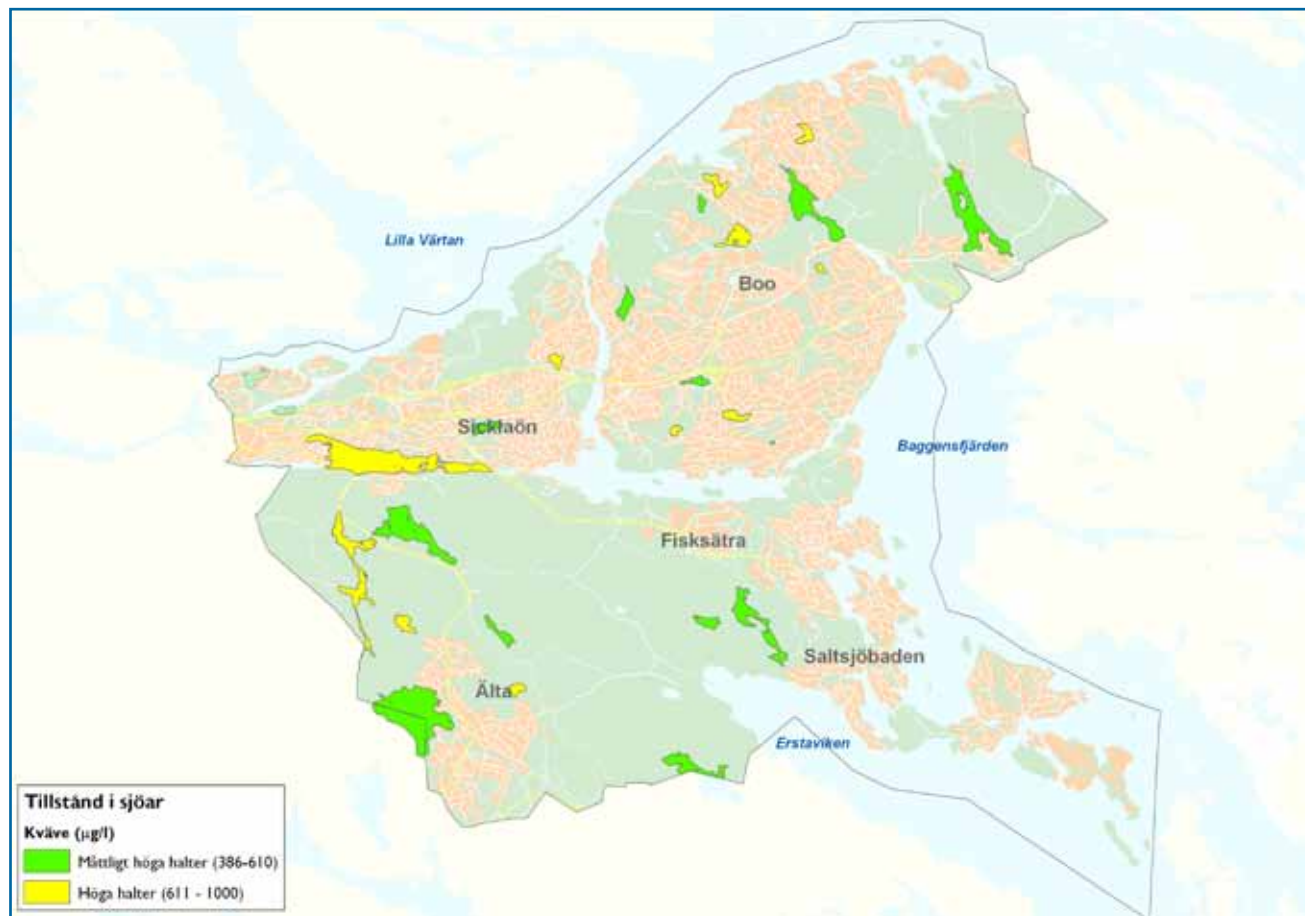 Lilla Värtan
Boo
Sicklaön
Baggensfjärden
Fisksätra
Saltsjöbaden
Älta
Erstaviken
Tillstånd i sjöar
Kväve (µg/l)
Måttligt höga halter (386-610)
Höga halter (611 - 1000)